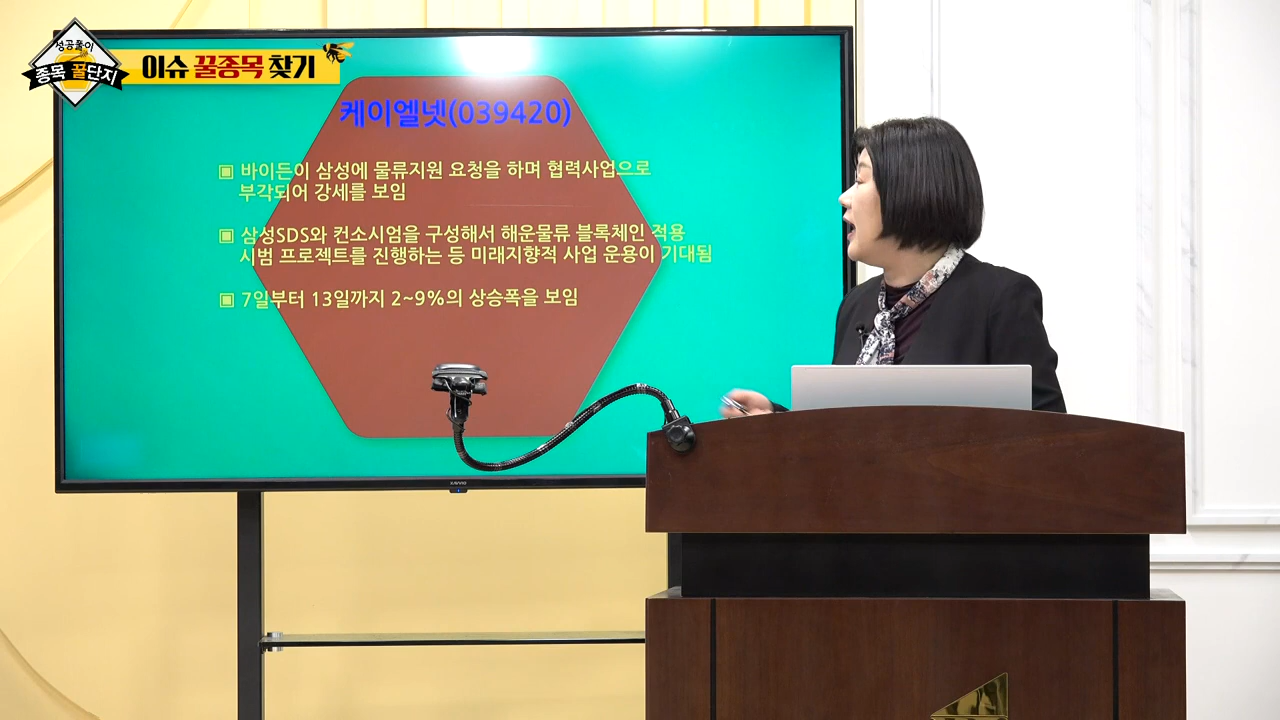 성공풀이
종목 꿀단지
이슈 꿀종목 찾기
케이엘넷(039420)
▣ 바이든이 삼성에 물류지원 요청을 하며 협력사업으로
부각되어 강세를 보임
▣ 삼성SDS와 컨소시엄을 구성해서 해운물류 블록체인 적용
시범 프로젝트를 진행하는 등 미래지향적 사업 운용이 기대됨
▣ 7일부터 13일까지 2~9%의 상승폭을 보임